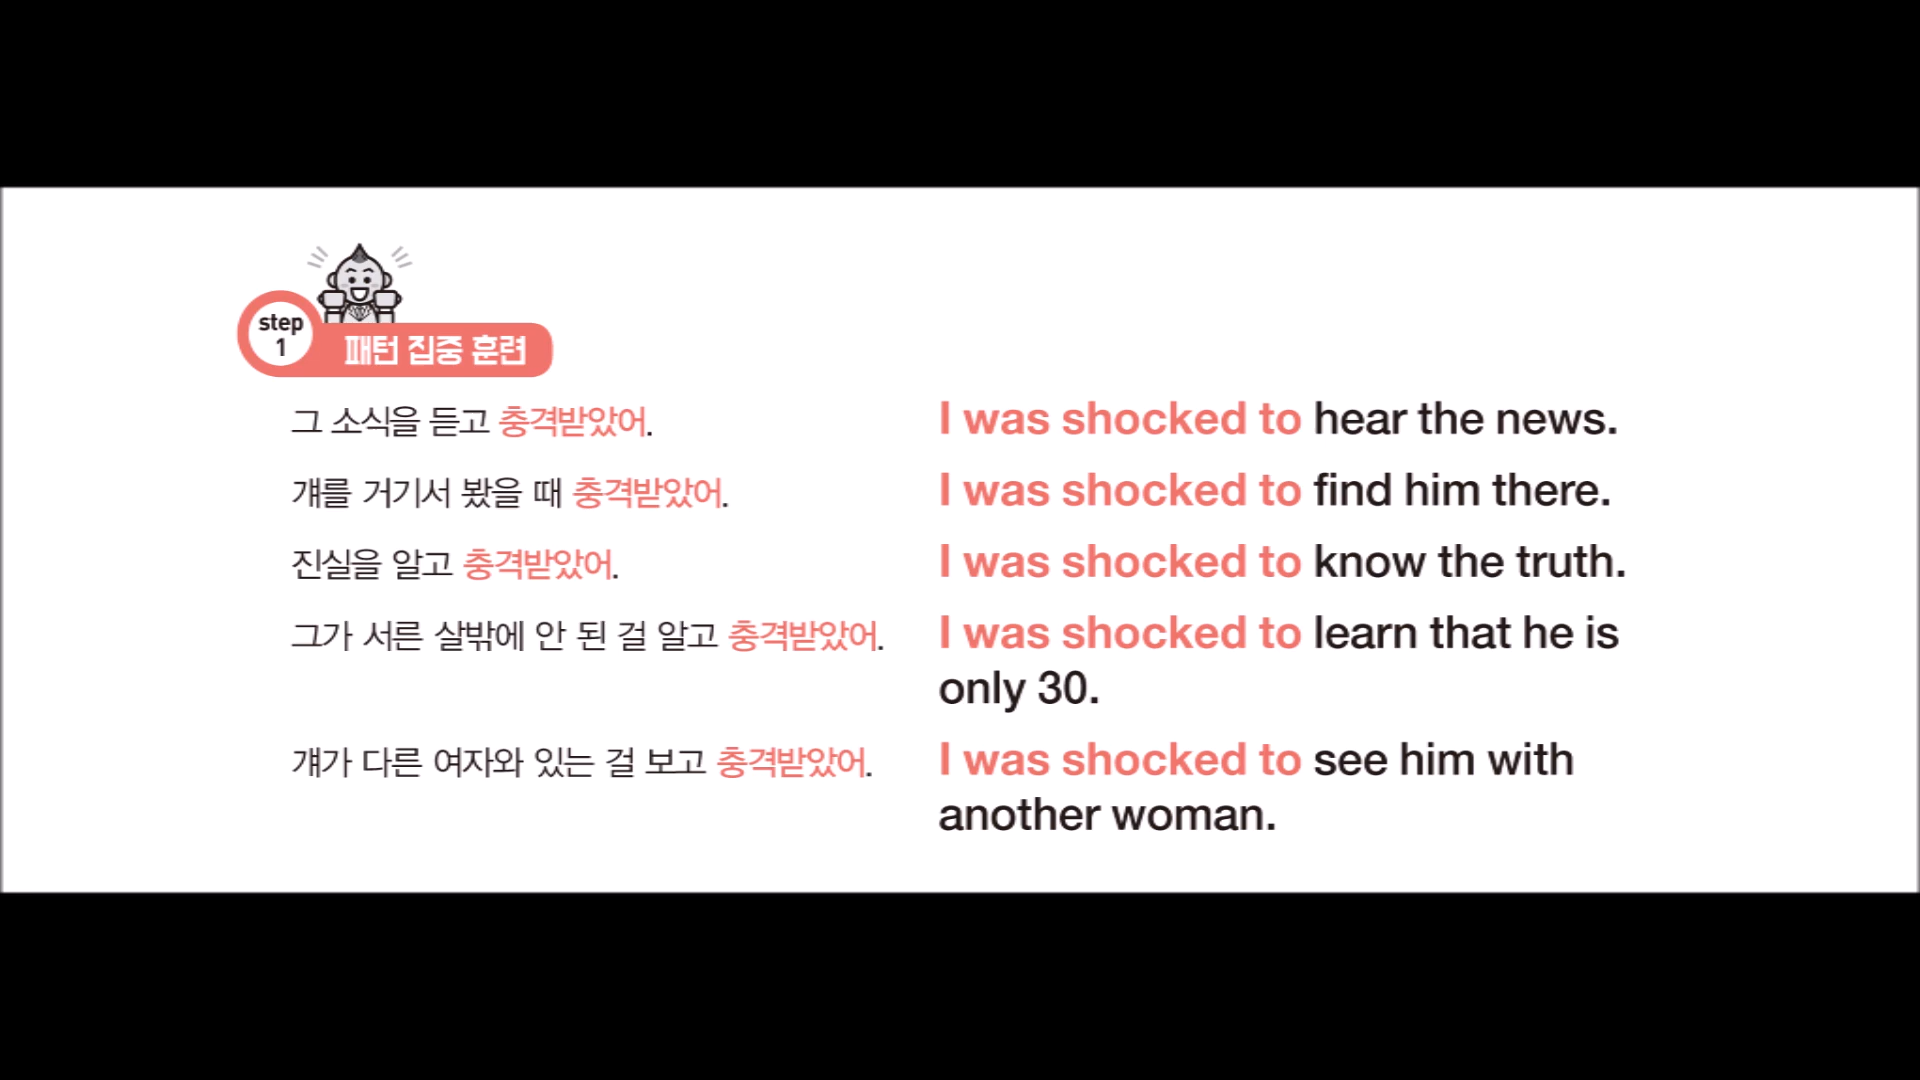 step
1
패턴 집중 훈련
그 소식을 듣고 충격받았어.
I was shocked to hear the news.
걔를 거기서 봤을 때 충격받았어.
I was shocked to find him there.
진실을 알고 충격받았어.
I was shocked to know the truth.
그가 서른 살밖에 안 된 걸 알고 충격받았어.
I was shocked to learn that he is
only 30.
걔가 다른 여자와 있는 걸 보고 충격받았어.
I was shocked to see him with
another woman.